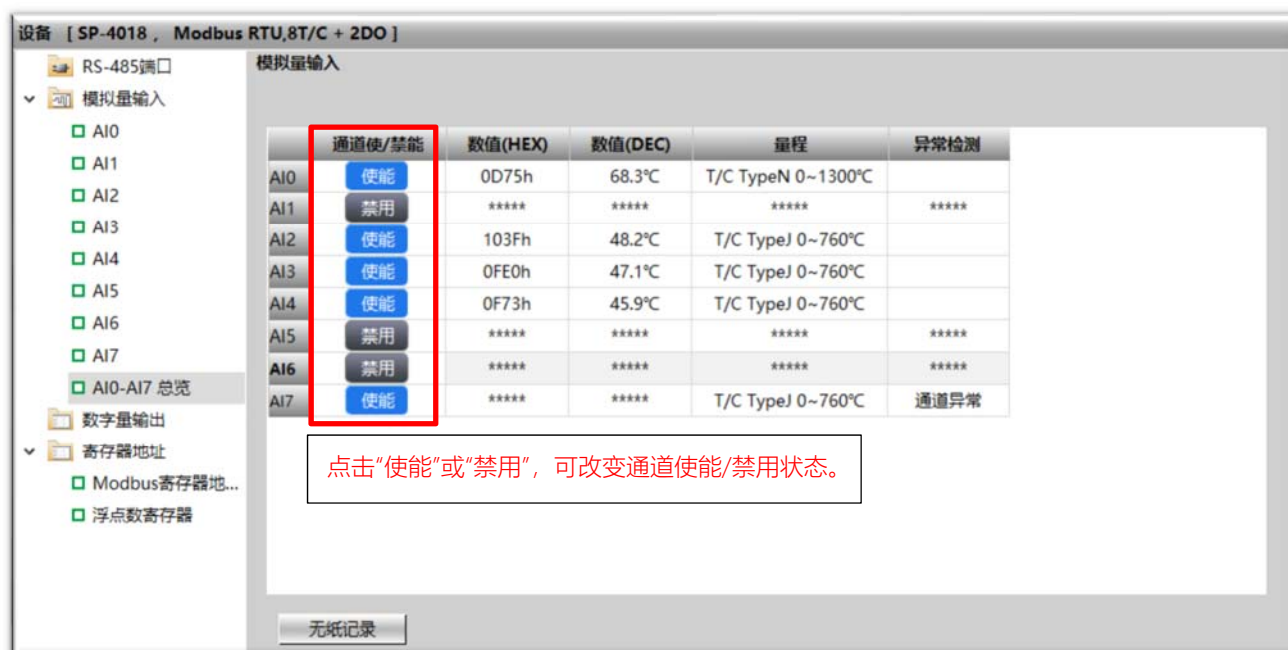 设备 [ SP-4018 , Modbus RTU,8T/C + 2DO ]
RS-485端口
模拟量输入
AI0
AI1
AI2
AI3
AI4
AI5
AI6
AI7
AI0-AI7 总览
数字量输出
寄存器地址
Modbus寄存器地...
浮点数寄存器
模拟量输入
通道使/禁能 数值(HEX) 数值(DEC) 量程 异常检测
AI0 使能 0D75h 68.3℃ T/C TypeN 0~1300℃
AI1 禁用 ***** ***** ***** *****
AI2 使能 103Fh 48.2℃ T/C TypeJ 0~760℃
AI3 使能 0FE0h 47.1℃ T/C TypeJ 0~760℃
AI4 使能 0F73h 45.9℃ T/C TypeJ 0~760℃
AI5 禁用 ***** ***** ***** *****
AI6 禁用 ***** ***** ***** *****
AI7 使能 ***** ***** T/C TypeJ 0~760℃ 通道异常
点击“使能”或“禁用”，可改变通道使能/禁用状态。
无纸记录